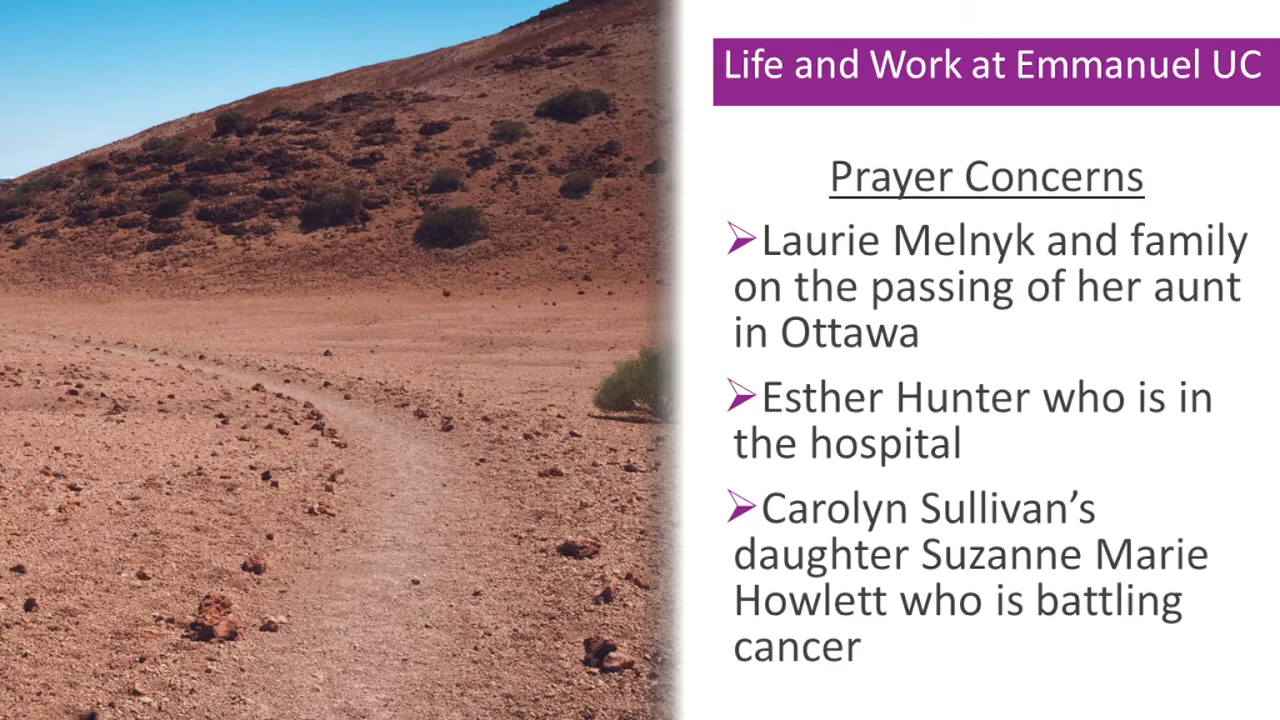 Life and Work at Emmanuel UC
Prayer Concerns
➢Laurie Melnyk and family
on the passing of her aunt
in Ottawa
➢Esther Hunter who is in
the hospital
➢Carolyn Sullivan’s
daughter Suzanne Marie
Howlett who is battling
cancer